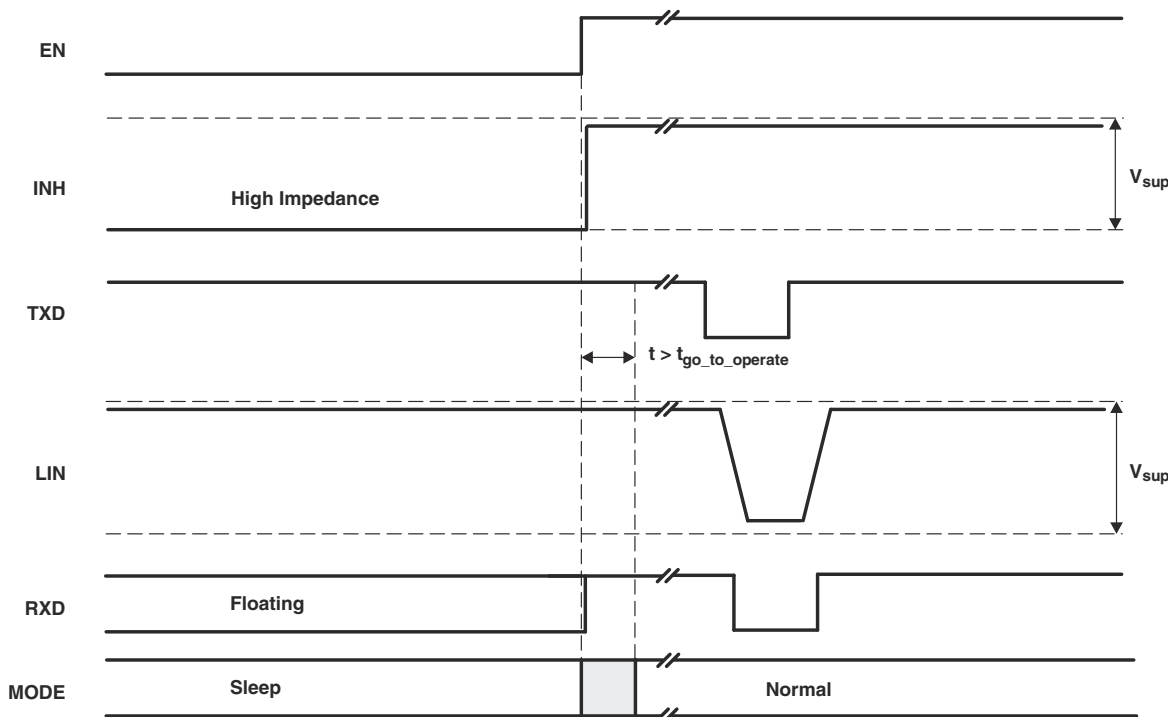 EN
INH
High Impedance
Vsup
TXD
t > tgo_to_operate
LIN
Vsup
RXD
Floating
MODE
Sleep
Normal